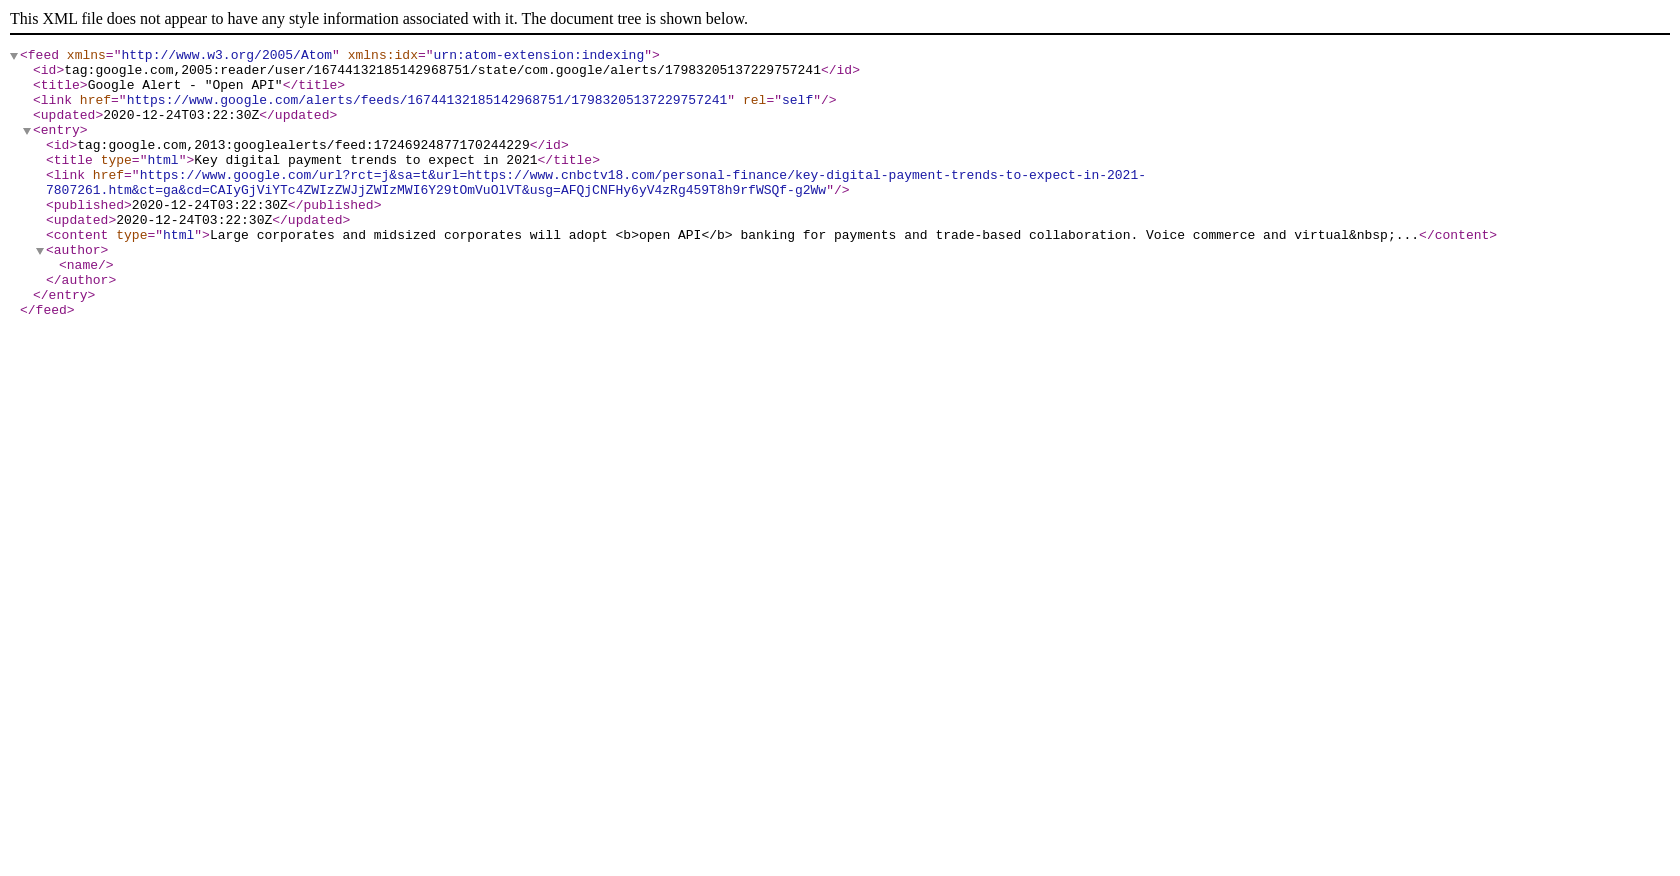 This XML file does not appear to have any style information associated with it. The document tree is shown below.
<feed xmlns="http://www.w3.org/2005/Atom" xmlns:idx="urn:atom-extension:indexing">
<id>tag:google.com,2005:reader/user/16744132185142968751/state/com.google/alerts/17983205137229757241</id>
<title>Google Alert - "Open API"</title>
<link href="https://www.google.com/alerts/feeds/16744132185142968751/17983205137229757241" rel="self"/>
<updated>2020-12-24T03:22:30Z</updated>
<entry>
<id>tag:google.com,2013:googlealerts/feed:17246924877170244229</id>
<title type="html">Key digital payment trends to expect in 2021</title>
<link href="https://www.google.com/url?rct=j&sa=t&url=https://www.cnbctv18.com/personal-finance/key-digital-payment-trends-to-expect-in-2021-
7807261.htm&ct=ga&cd=CAIyGjViYTc4ZWIzZWJjZWIzMWI6Y29tOmVuOlVT&usg=AFQjCNFHy6yV4zRg459T8h9rfWSQf-g2Ww"/>
<published>2020-12-24T03:22:30Z</published>
<updated>2020-12-24T03:22:30Z</updated>
<content type="html">Large corporates and midsized corporates will adopt <b>open API</b> banking for payments and trade-based collaboration. Voice commerce and virtual&nbsp;...</content>
<author>
<name/>
</author>
</entry>
</feed>